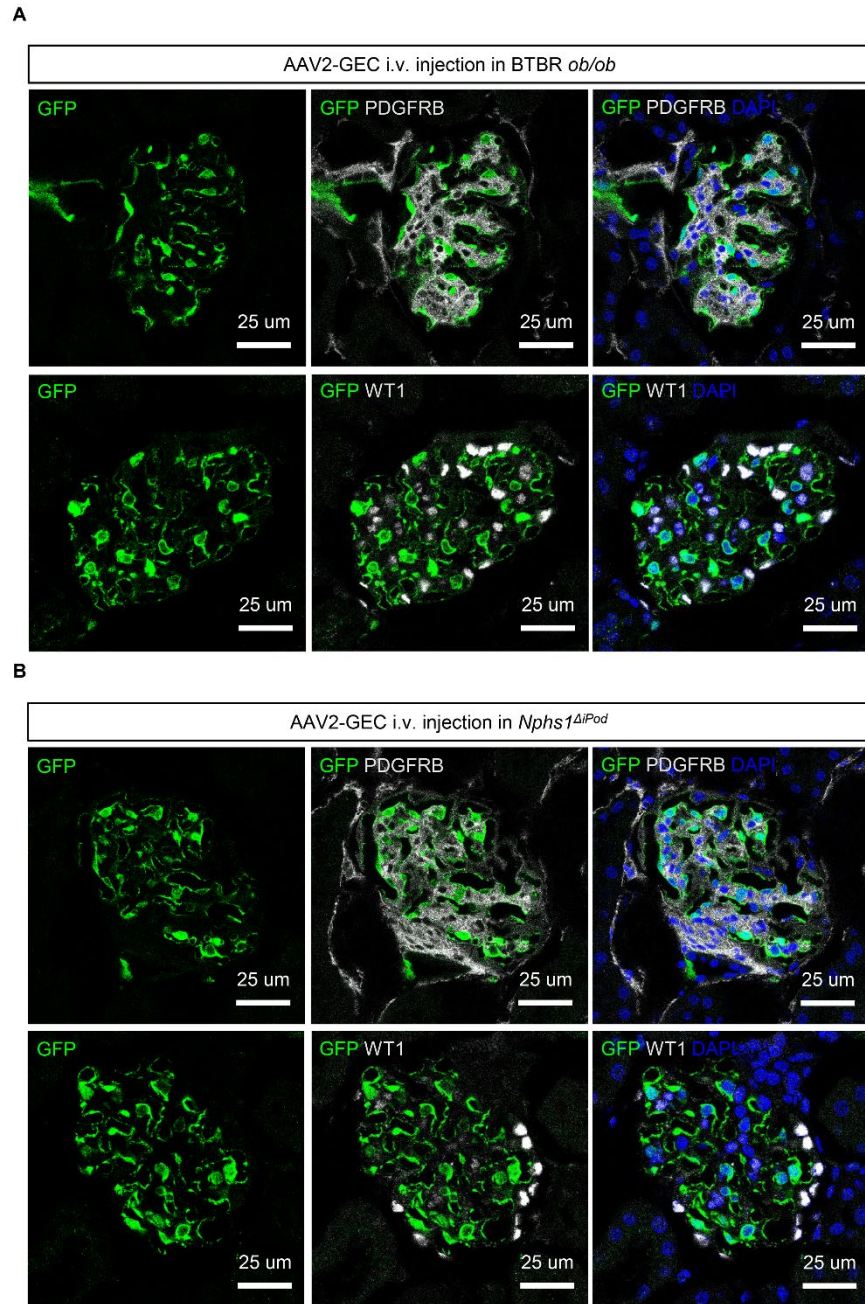 A
AAV2-GEC i.v. injection in BTBR ob/ob
GFP
GFP PDGFRB
GFP PDGFRB DAPI
25 um
25 um
25 um
GFP
GFP WT1
GFP WT1 DAPI
25 um
25 um
25 um
B
AAV2-GEC i.v. injection in Nphs1ΔiPod
GFP
GFP PDGFRB
GFP PDGFRB DAPI
25 um
25 um
25 um
GFP
GFP WT1
GFP WT1 DAPI
25 um
25 um
25 um